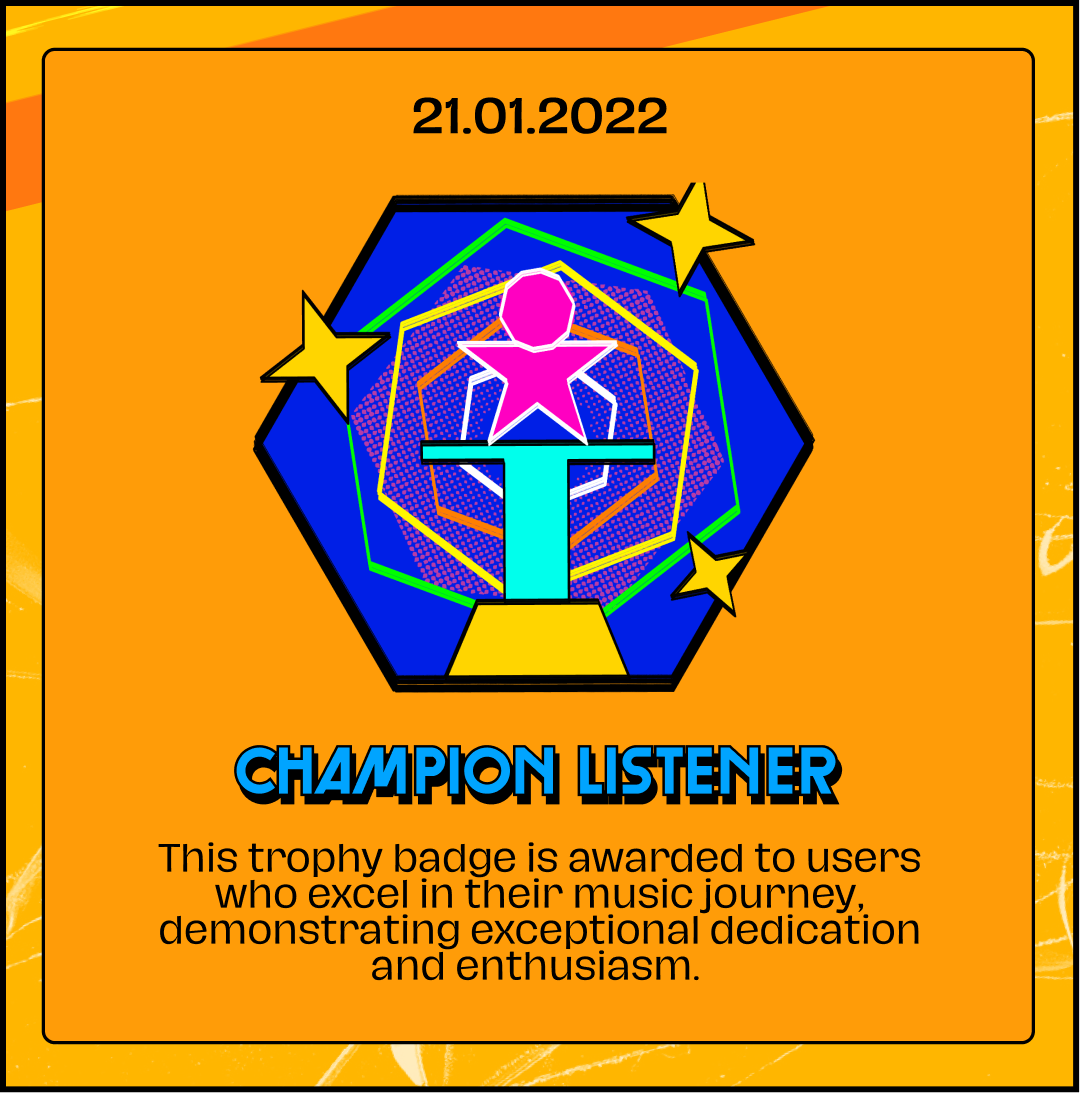 21.01.2022
CHAMPION LISTENER
This trophy badge is awarded to users
who excel in their music journey,
demonstrating exceptional dedication
and enthusiasm.